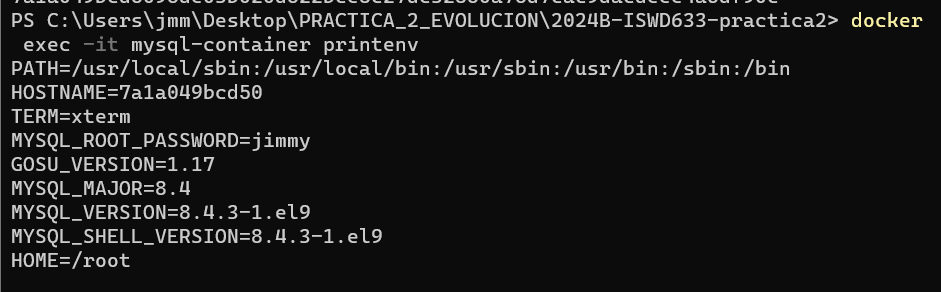 PS C:\Users\jmm\Desktop\PRACTICA_2_EVOLUCION\2024B-ISWD633-practica2> docker
exec -it mysql-container printenv
PATH=/usr/local/sbin:/usr/local/bin:/usr/sbin:/usr/bin:/sbin:/bin
HOSTNAME=7a1a049bcd50
TERM=xterm
MYSQL_ROOT_PASSWORD=jimmy
GOSU_VERSION=1.17
MYSQL_MAJOR=8.4
MYSQL_VERSION=8.4.3-1.el9
MYSQL_SHELL_VERSION=8.4.3-1.el9
HOME=/root